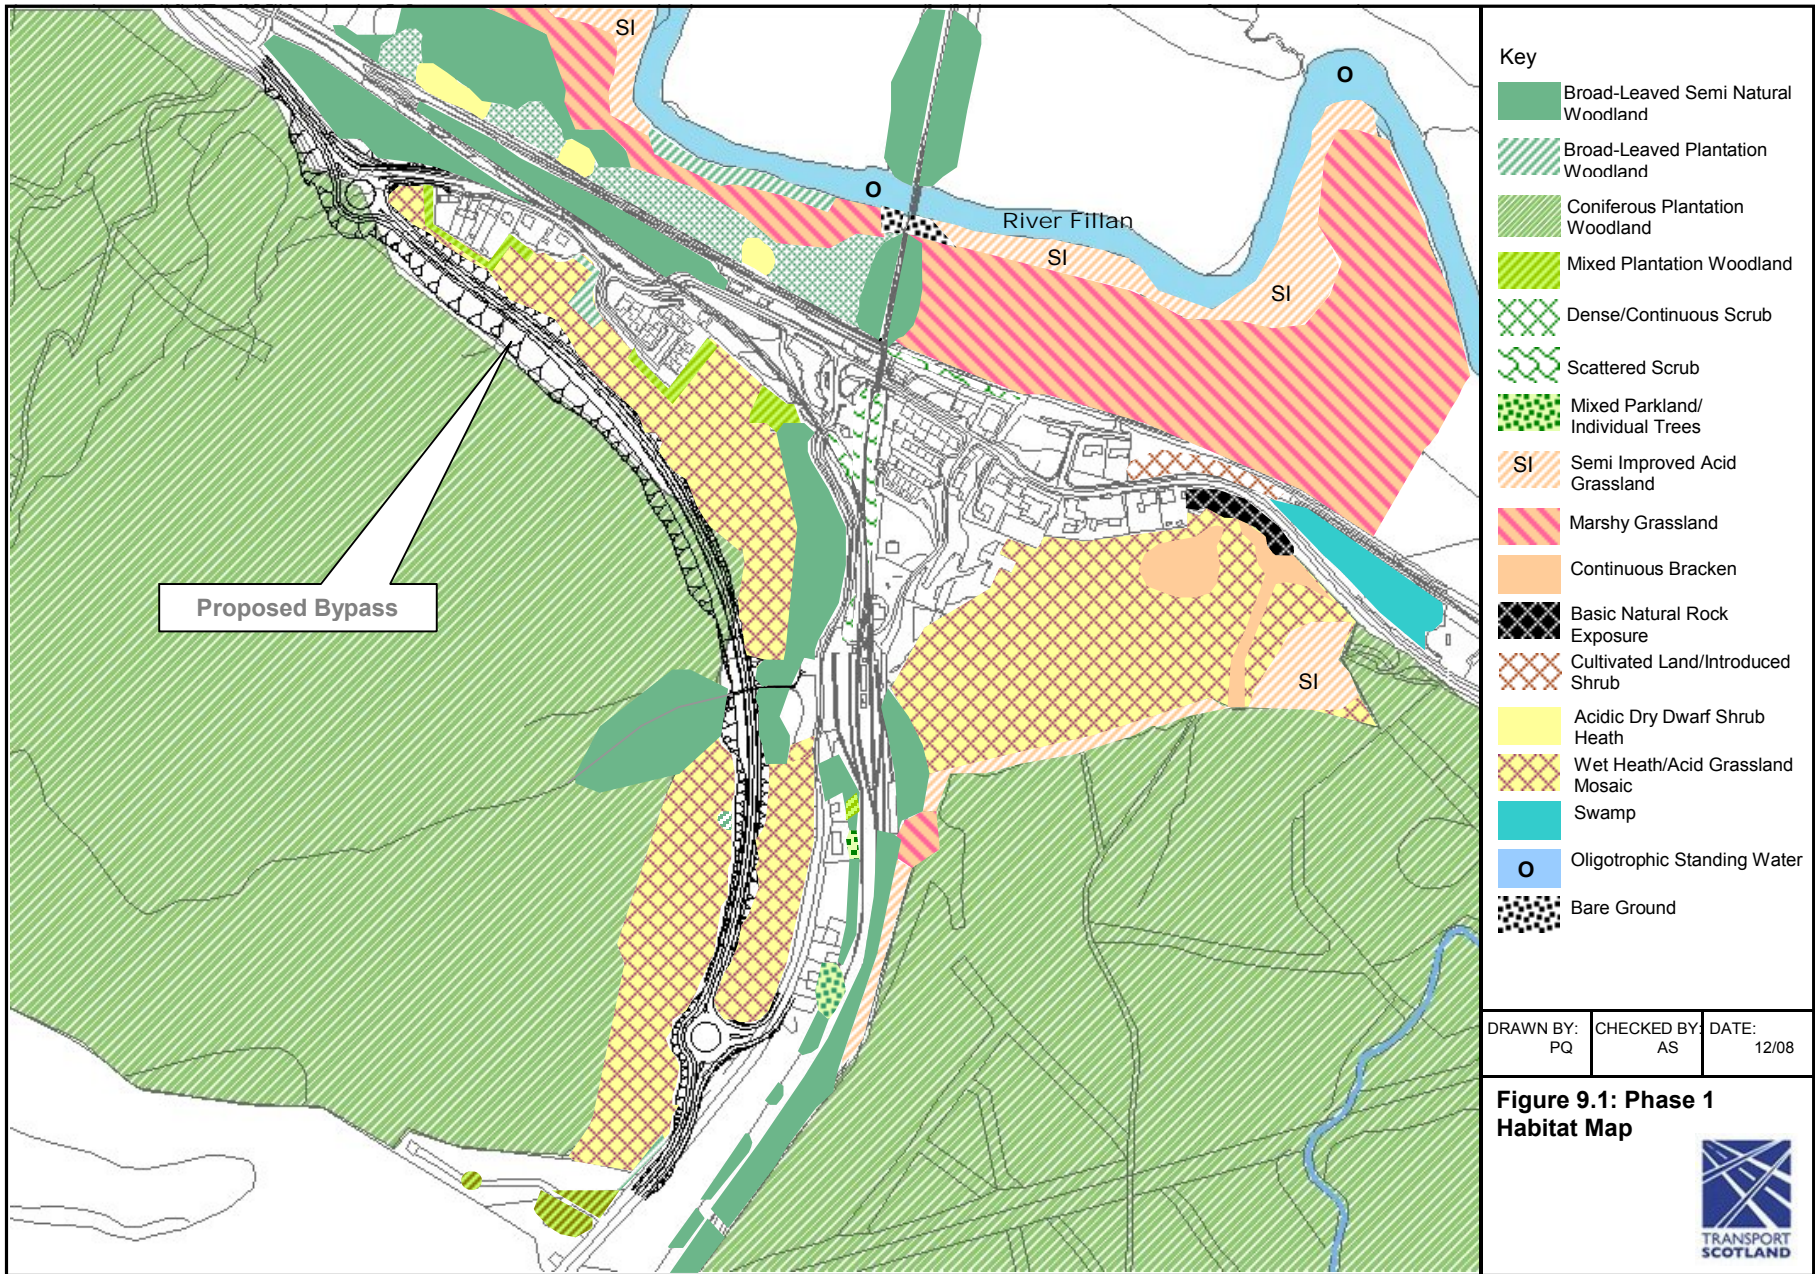 SI
O
O
River Fillan
SI
SI
Proposed Bypass
SI
Key
Broad-Leaved Semi Natural
Woodland
Broad-Leaved Plantation
Woodland
Coniferous Plantation
Woodland
Mixed Plantation Woodland
Dense/Continuous Scrub
Scattered Scrub
Mixed Parkland/
Individual Trees
SI
Semi Improved Acid
Grassland
Marshy Grassland
Continuous Bracken
Basic Natural Rock
Exposure
Cultivated Land/Introduced
Shrub
Acidic Dry Dwarf Shrub
Heath
Wet Heath/Acid Grassland
Mosaic
Swamp
O
Oligotrophic Standing Water
Bare Ground
DRAWN BY:
PQ
CHECKED BY:
AS
DATE:
12/08
Figure 9.1: Phase 1
Habitat Map
TRANSPORT
SCOTLAND